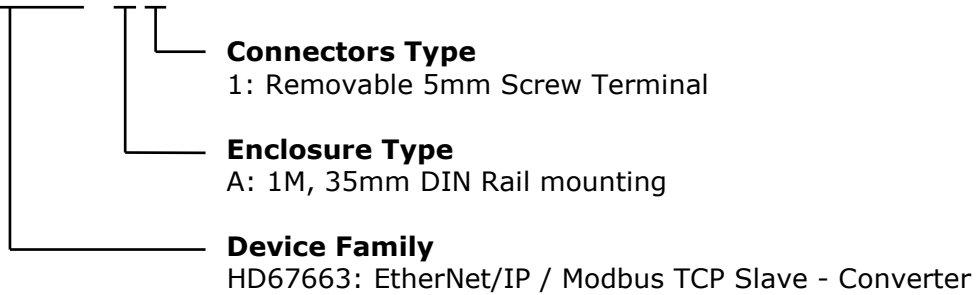 Connectors Type
1: Removable 5mm Screw Terminal
Enclosure Type
A: 1M, 35mm DIN Rail mounting
Device Family
HD67663: EtherNet/IP / Modbus TCP Slave - Converter